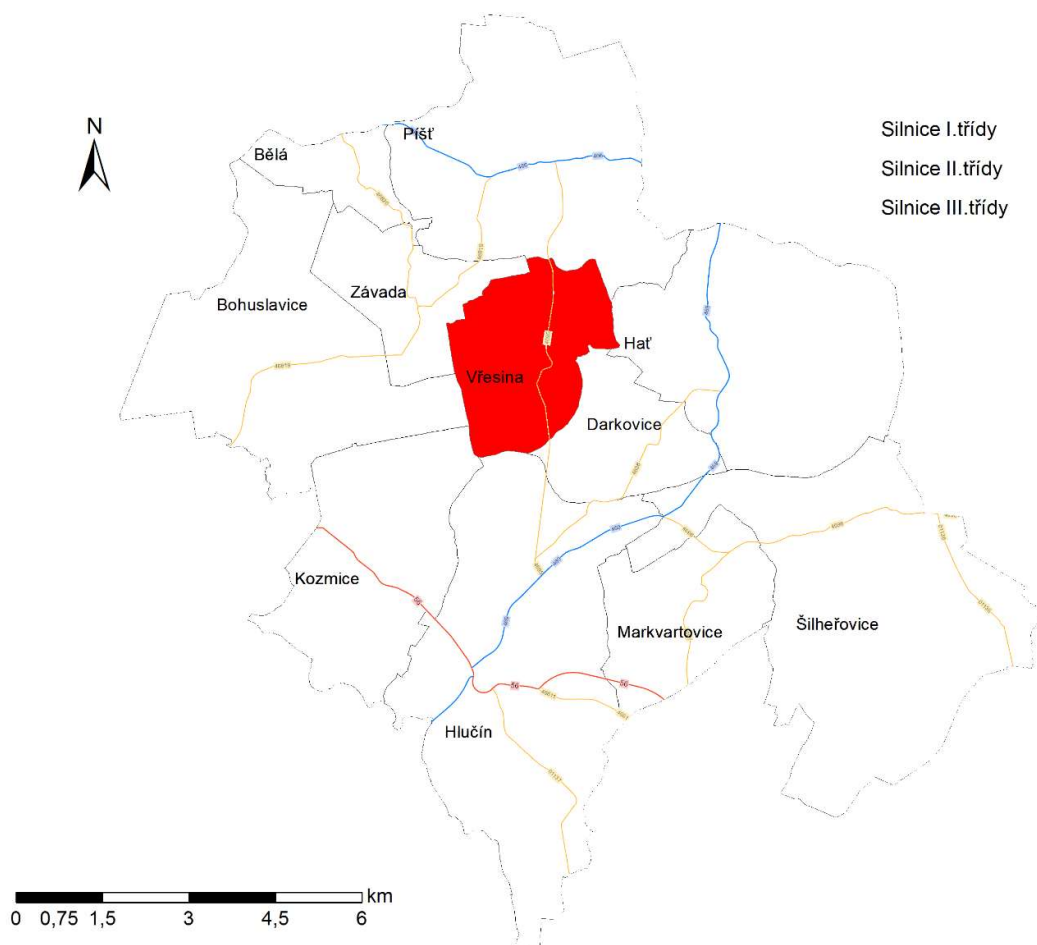 N
Píšť
Bělá
Silnice I.třídy
Silnice II.třídy
Silnice III.třídy
Závada
Bohuslavice
Hať
Vřesina
Darkovice
Kozmice
Markvartovice
Šilheřovice
56
56
56
Hlučín
km
0 0,75 1,5 3 4,5 6